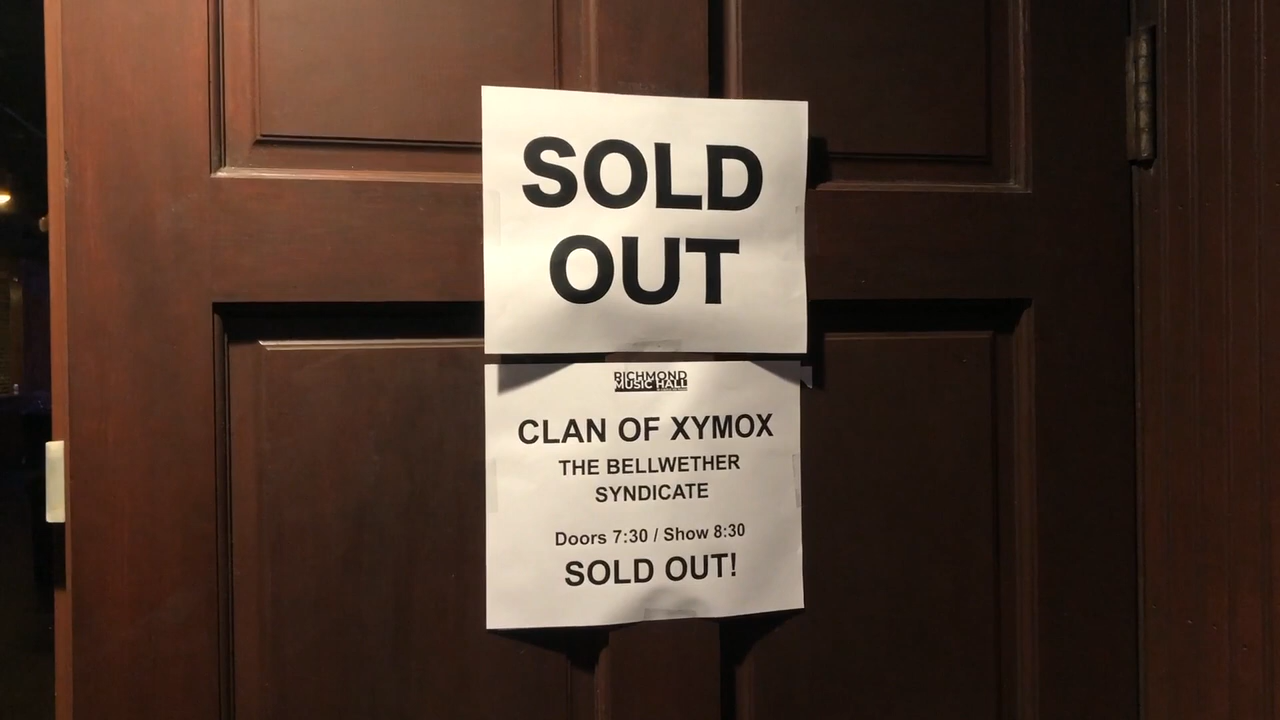 SOLD
OUT
RICHMOND
MUSIC HALL
CLAN OF XYMOX
THE BELLWETHER
SYNDICATE
Doors 7:30 / Show 8:30
SOLD OUT!